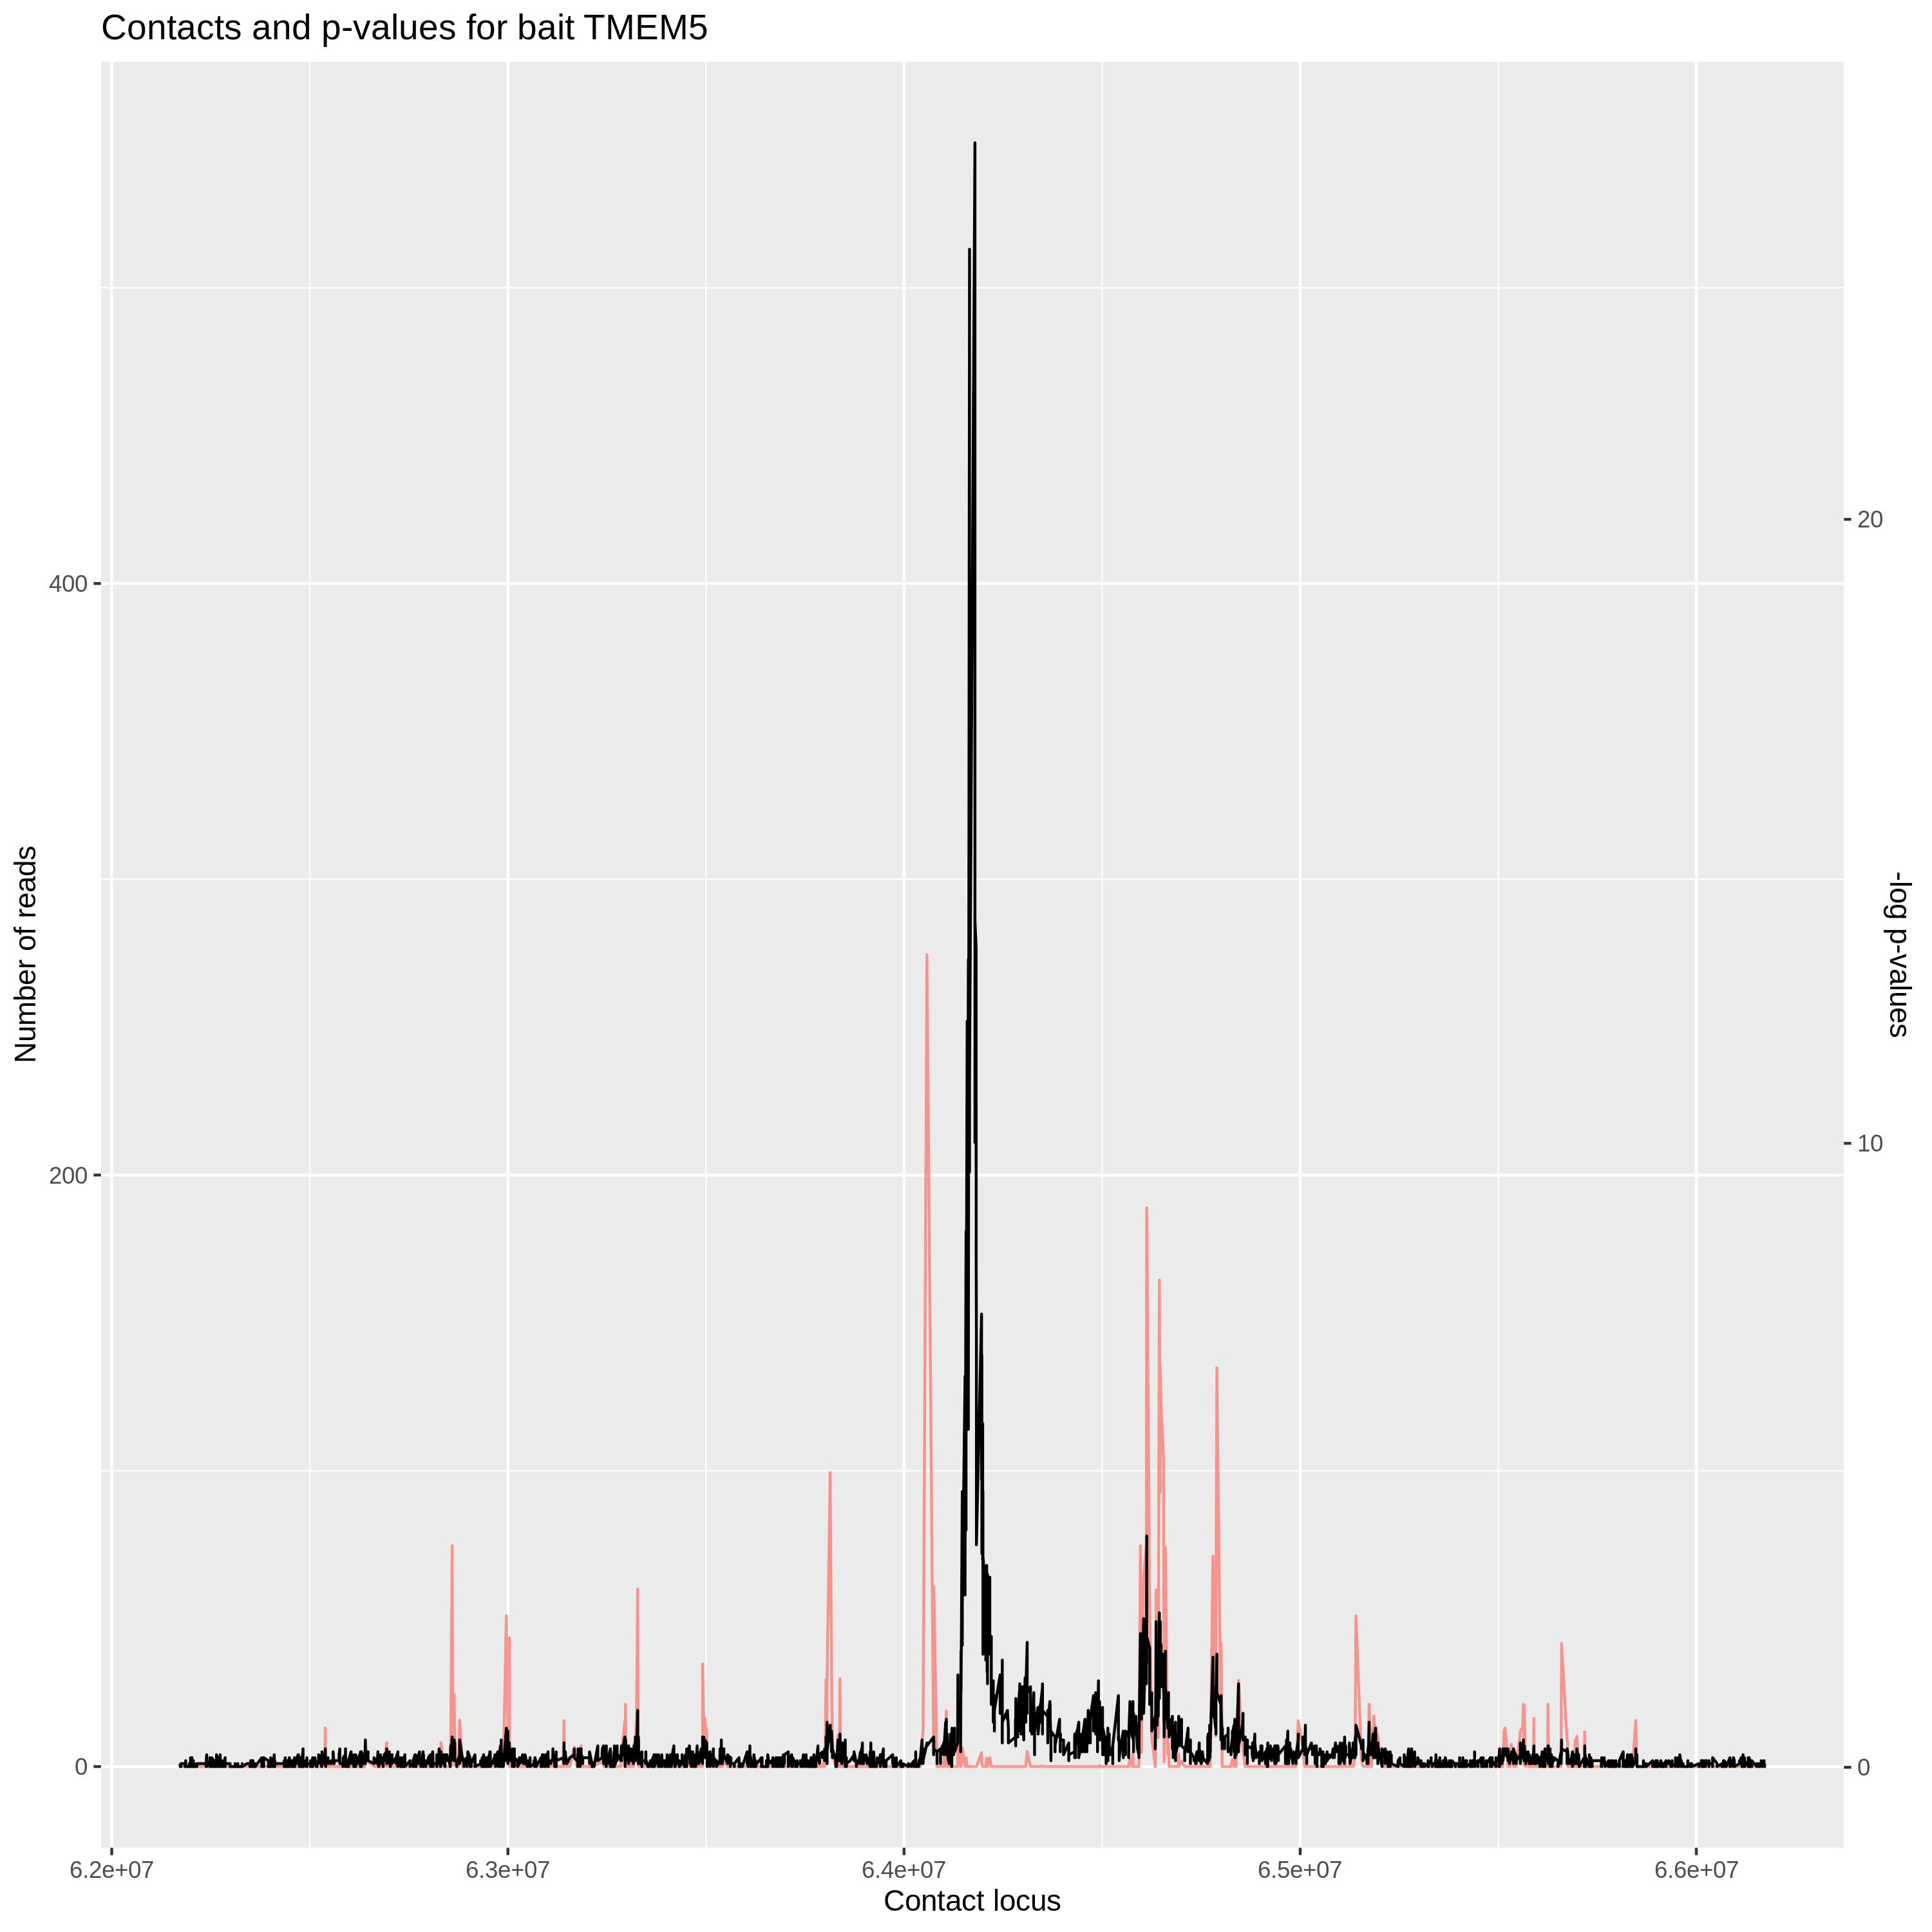 Contacts and p-values for bait TMEM5
Number of reads
400
200
0
20
10
0
-log p-values
6.2e+07 6.3e+07 6.4e+07 6.5e+07 6.6e+07
Contact locus